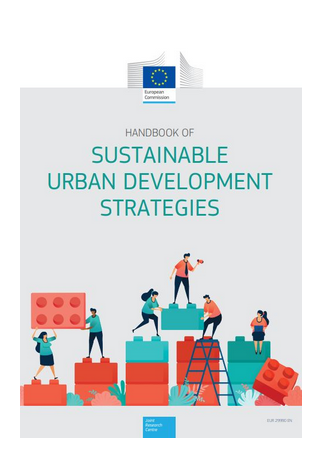 European
Commission
HANDBOOK OF
SUSTAINABLE
URBAN DEVELOPMENT
STRATEGIES
Joint
Research
Centre